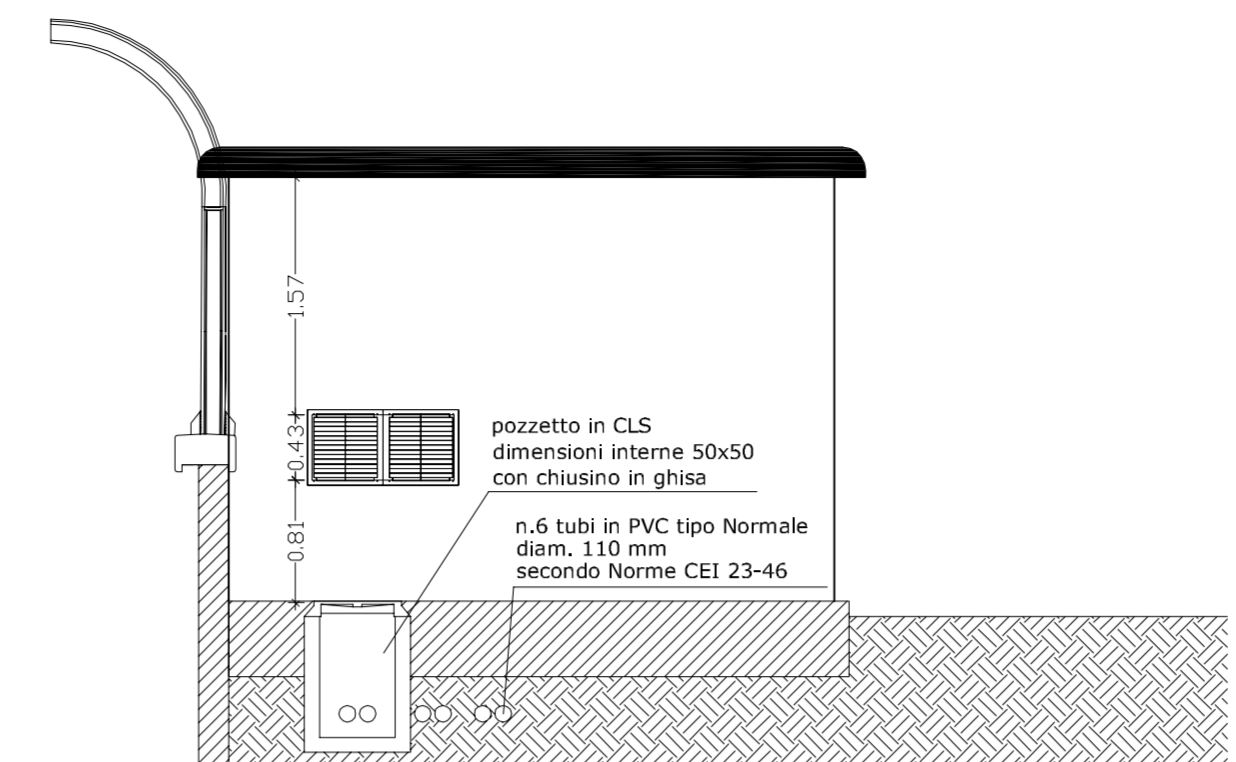 1.57
0.43
0.81
pozzetto in CLS
dimensioni interne 50x50
con chiusino in ghisa
n.6 tubi in PVC tipo Normale
diam. 110 mm
secondo Norme CEI 23-46